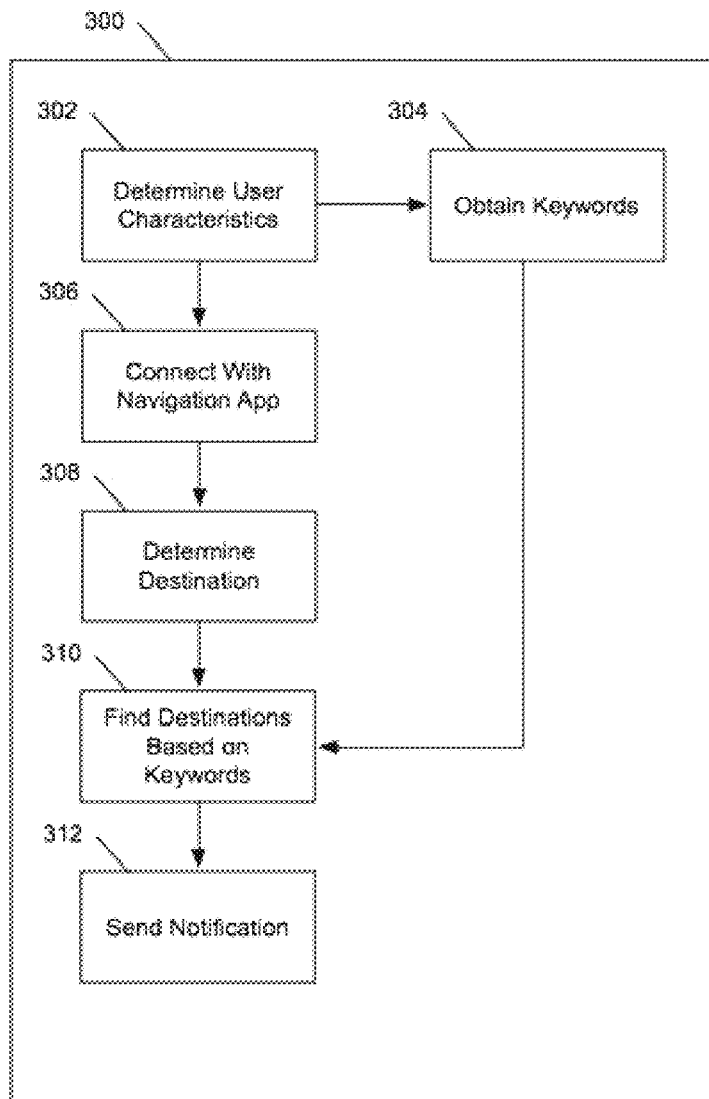 300
302
304
Determine User
Characteristics
Obtain Keywords
306
Connect With
Navigation App
308
Determine
Destination
310
Find Destinations
Based on
Keywords
312
Send Notification